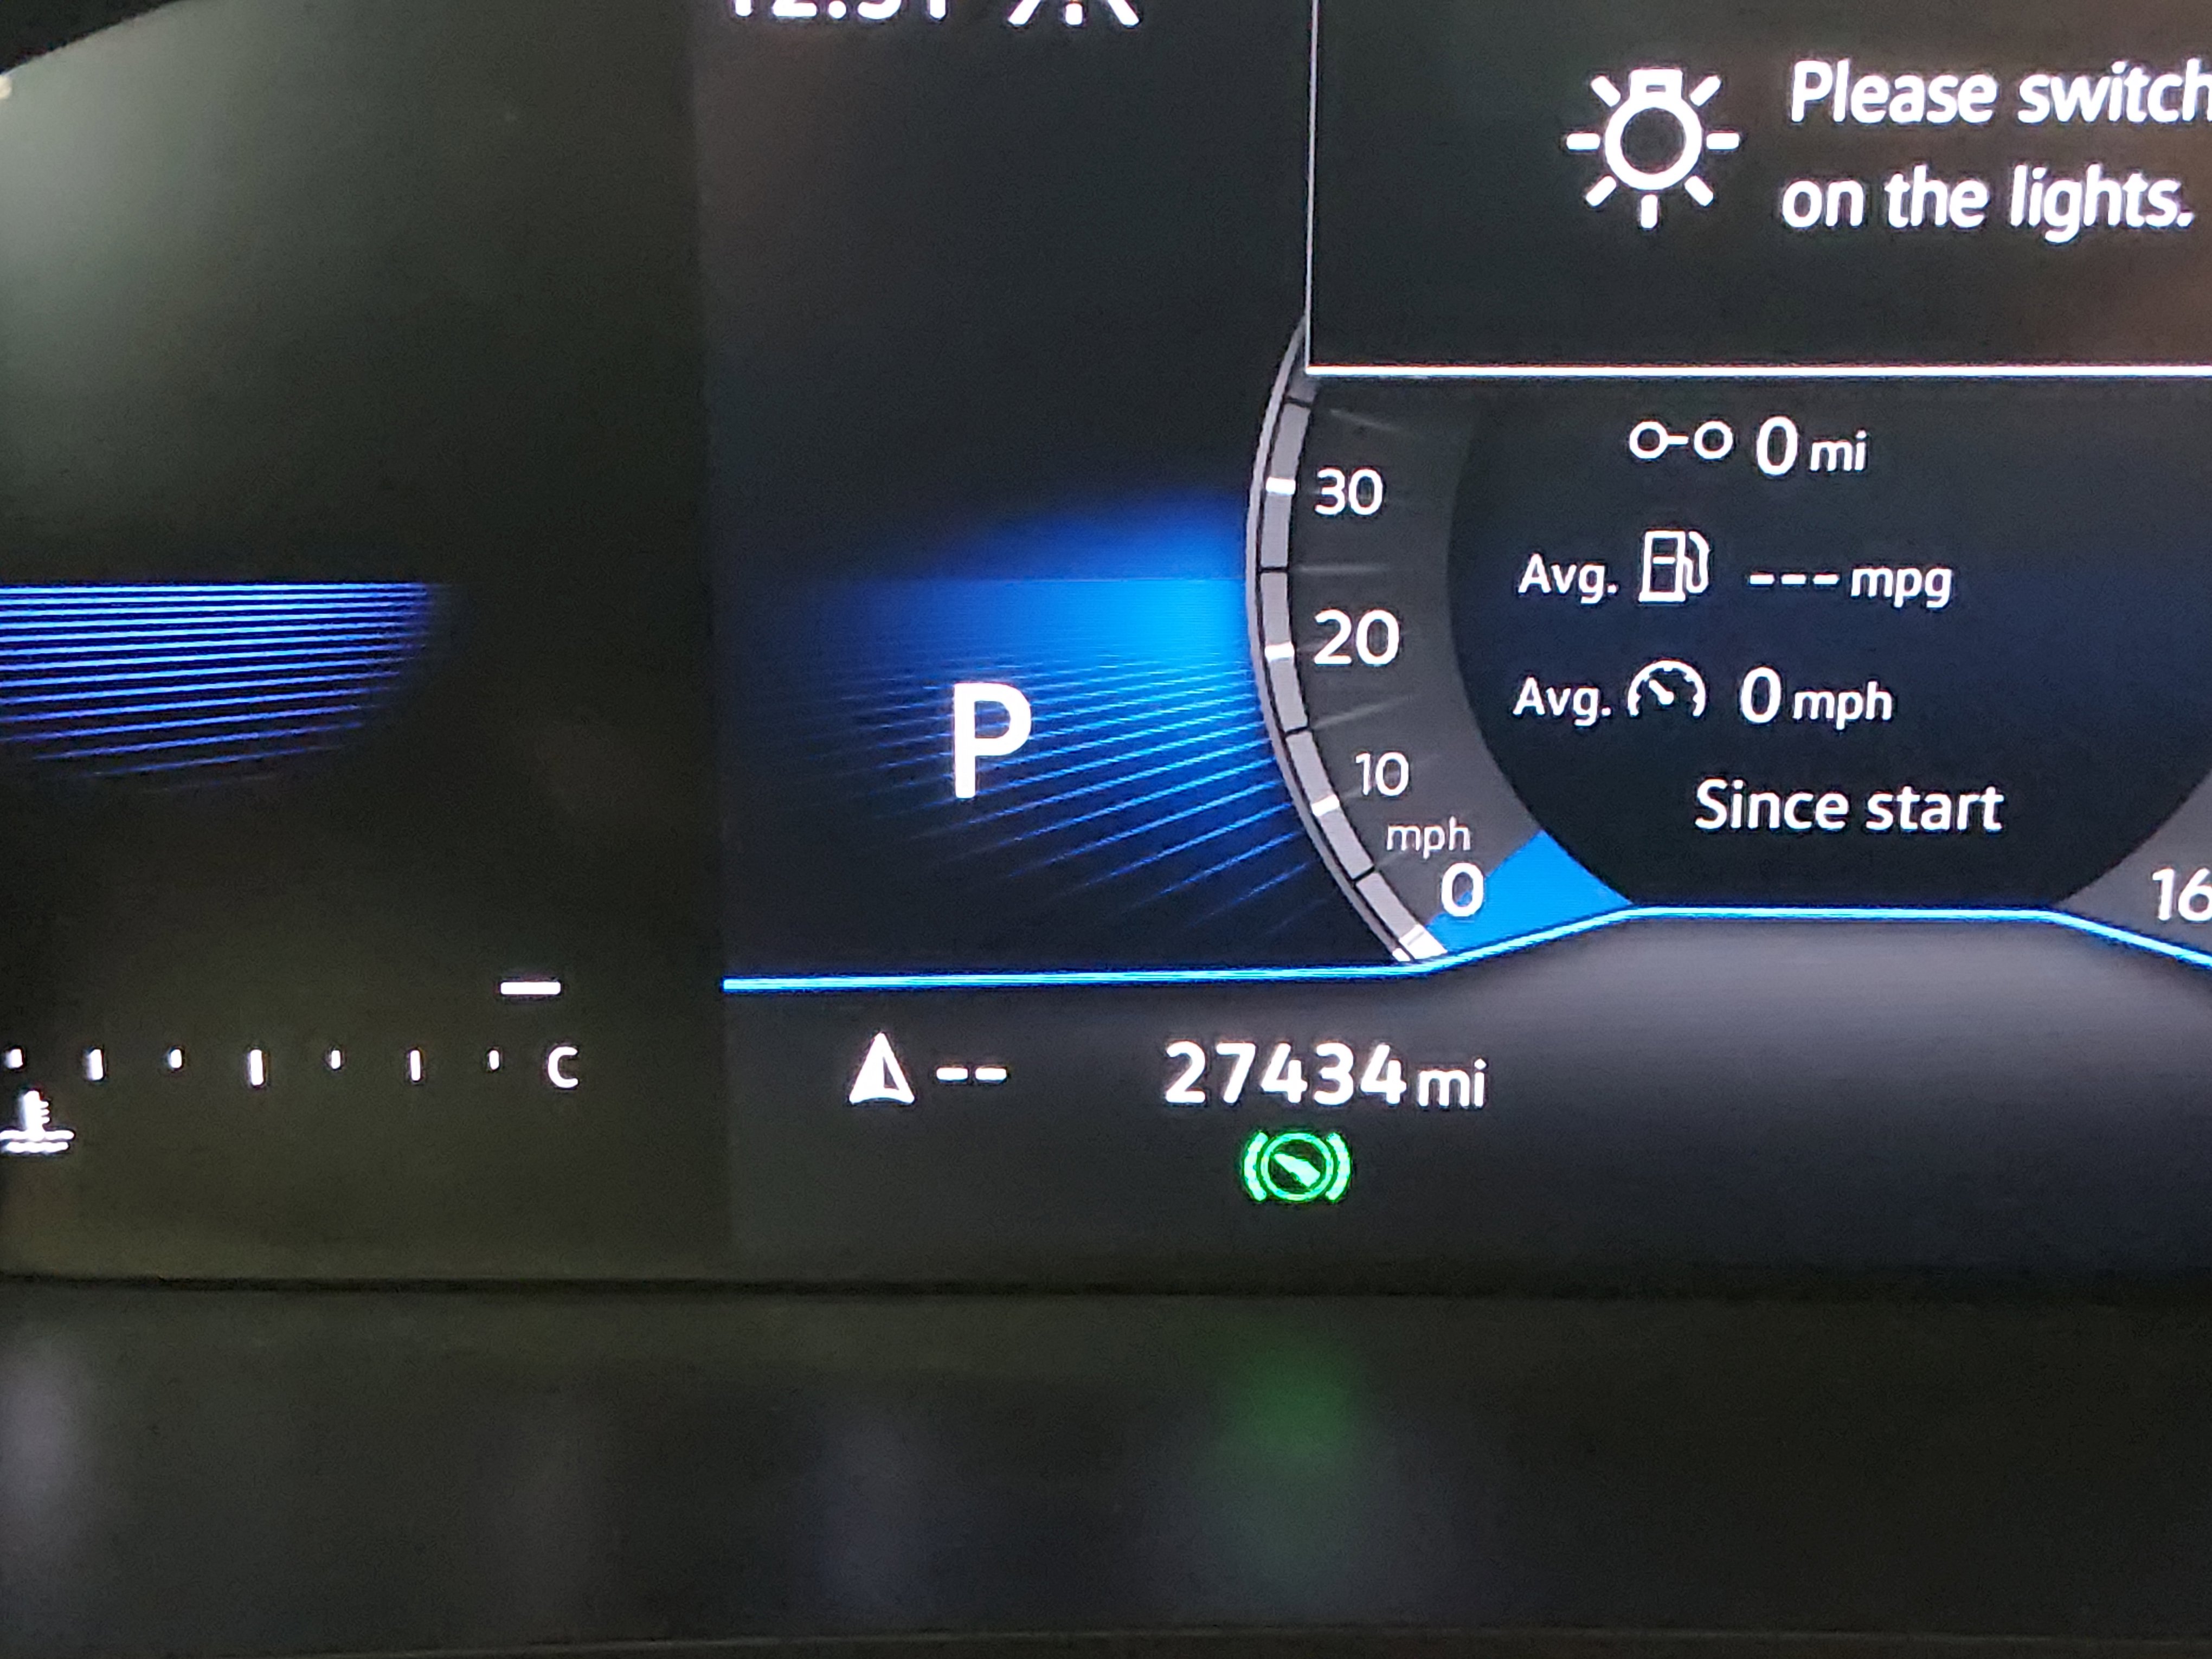 Please switch
on the lights.
0 mi
30
Avg. --- mpg
20
Avg. 0 mph
P
10
Since start
mph
0
16
C
-- 27434 mi